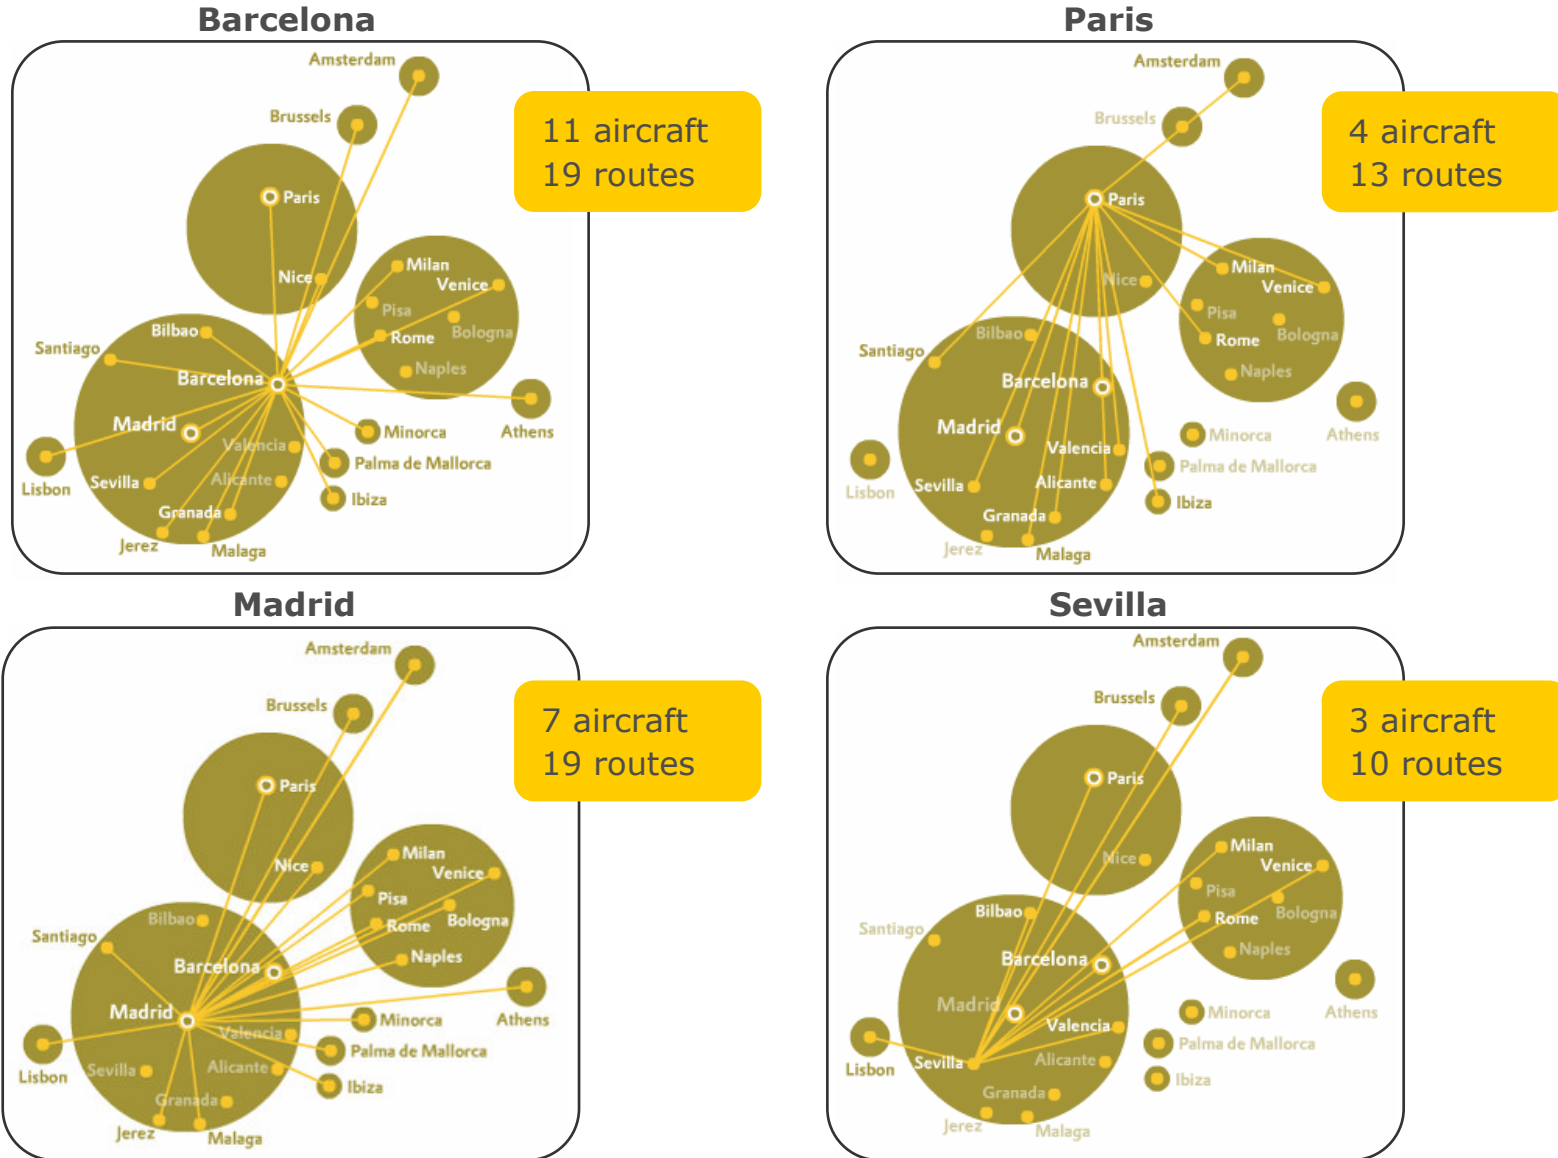 Barcelona
Amsterdam
Brussels
11 aircraft
19 routes
Paris
Nice
Milan
Venice
Pisa
Bologna
Rome
Naples
Bilbao
Santiago
Barcelona
Madrid
Valencia
Minorca
Athens
Palma de Mallorca
Lisbon
Sevilla
Alicante
Ibiza
Granada
Jerez
Malaga
Paris
Amsterdam
Brussels
4 aircraft
13 routes
Paris
Nice
Milan
Venice
Pisa
Bologna
Rome
Naples
Bilbao
Santiago
Barcelona
Madrid
Valencia
Minorca
Athens
Palma de Mallorca
Lisbon
Sevilla
Alicante
Ibiza
Granada
Jerez
Malaga
Madrid
Amsterdam
Brussels
7 aircraft
19 routes
Paris
Nice
Milan
Venice
Pisa
Bologna
Rome
Naples
Bilbao
Santiago
Barcelona
Madrid
Valencia
Minorca
Athens
Palma de Mallorca
Lisbon
Sevilla
Alicante
Ibiza
Granada
Jerez
Malaga
Sevilla
Amsterdam
Brussels
3 aircraft
10 routes
Paris
Nice
Milan
Venice
Pisa
Bologna
Rome
Naples
Bilbao
Santiago
Barcelona
Madrid
Valencia
Minorca
Athens
Palma de Mallorca
Lisbon
Sevilla
Alicante
Ibiza
Granada
Jerez
Malaga